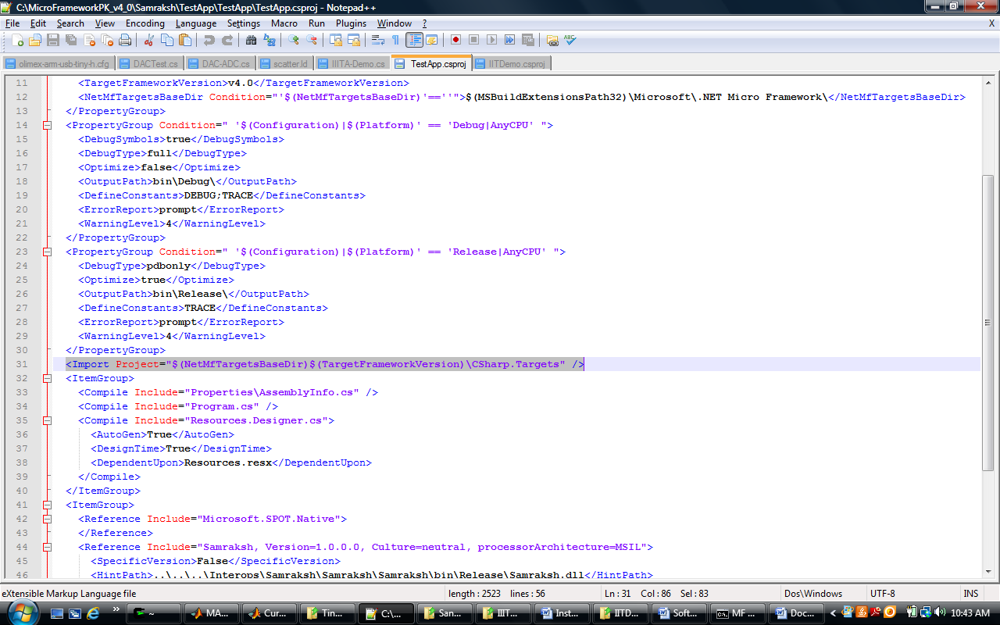 C:\MicroFrameworkPK_v4_0\Samraksh\TestApp\TestApp\TestApp.csproj - Notepad++
File Edit Search View Encoding Language Settings Macro Run Plugins Window ? X
olimex-arm-usb-tiny-h.cfg DACTest.cs DAC-ADC.cs scatter.ld IIITA-Demo.cs TestApp.csproj IITDemo.csproj
11 <TargetFrameworkVersion>v4.0</TargetFrameworkVersion>
12 <NetMfTargetsBaseDir Condition="'$(NetMfTargetsBaseDir)'==''">$(MSBuildExtensionsPath32)\Microsoft\.NET Micro Framework\</NetMfTargetsBaseDir>
13 </PropertyGroup>
14 <PropertyGroup Condition=" '$(Configuration)|$(Platform)' == 'Debug|AnyCPU' ">
15 <DebugSymbols>true</DebugSymbols>
16 <DebugType>full</DebugType>
17 <Optimize>false</Optimize>
18 <OutputPath>bin\Debug\</OutputPath>
19 <DefineConstants>DEBUG;TRACE</DefineConstants>
20 <ErrorReport>prompt</ErrorReport>
21 <WarningLevel>4</WarningLevel>
22 </PropertyGroup>
23 <PropertyGroup Condition=" '$(Configuration)|$(Platform)' == 'Release|AnyCPU' ">
24 <DebugType>pdbonly</DebugType>
25 <Optimize>true</Optimize>
26 <OutputPath>bin\Release\</OutputPath>
27 <DefineConstants>TRACE</DefineConstants>
28 <ErrorReport>prompt</ErrorReport>
29 <WarningLevel>4</WarningLevel>
30 </PropertyGroup>
31 <Import Project="$(NetMfTargetsBaseDir)$(TargetFrameworkVersion)\CSharp.Targets" />
32 <ItemGroup>
33 <Compile Include="Properties\AssemblyInfo.cs" />
34 <Compile Include="Program.cs" />
35 <Compile Include="Resources.Designer.cs">
36 <AutoGen>True</AutoGen>
37 <DesignTime>True</DesignTime>
38 <DependentUpon>Resources.resx</DependentUpon>
39 </Compile>
40 </ItemGroup>
41 <ItemGroup>
42 <Reference Include="Microsoft.SPOT.Native">
43 </Reference>
44 <Reference Include="Samraksh, Version=1.0.0.0, Culture=neutral, processorArchitecture=MSIL">
45 <SpecificVersion>False</SpecificVersion>
46 <HintPath>..\..\..\Interops\Samraksh\Samraksh\Samraksh\bin\Release\Samraksh.dll</HintPath>
eXtensible Markup Language file length : 2523 lines : 56 Ln : 31 Col : 86 Sel : 83 Dos\Windows UTF-8 INS
» ~ MA... Cur... Tin... C:\... San... IIIT... Inst... IITD... Soft... MF ... Doc... < 10:43 AM